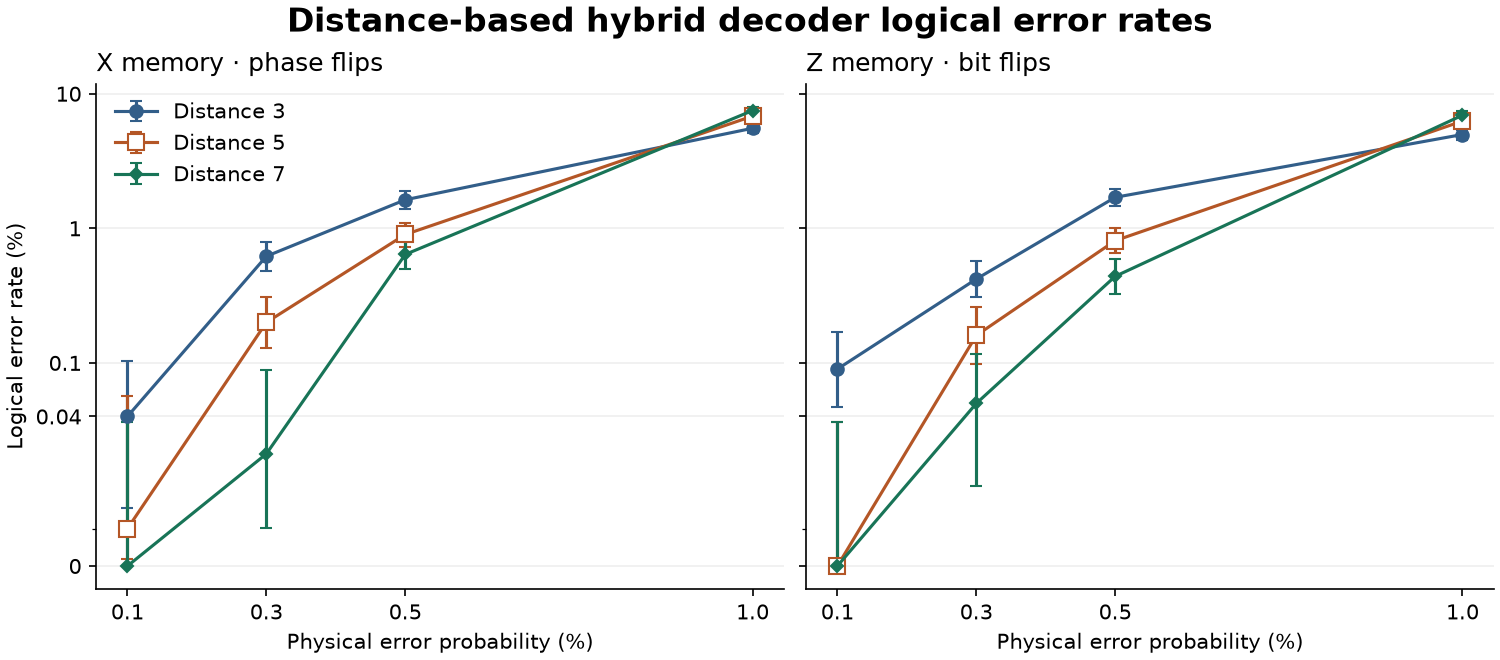 Distance-based hybrid decoder logical error rates
X memory · phase flips
Z memory · bit flips
Distance 3
Distance 5
Distance 7
Logical error rate (%)
10
1
0.1
0.04
0
0.1 0.3 0.5 1.0
0.1 0.3 0.5 1.0
Physical error probability (%)
Physical error probability (%)